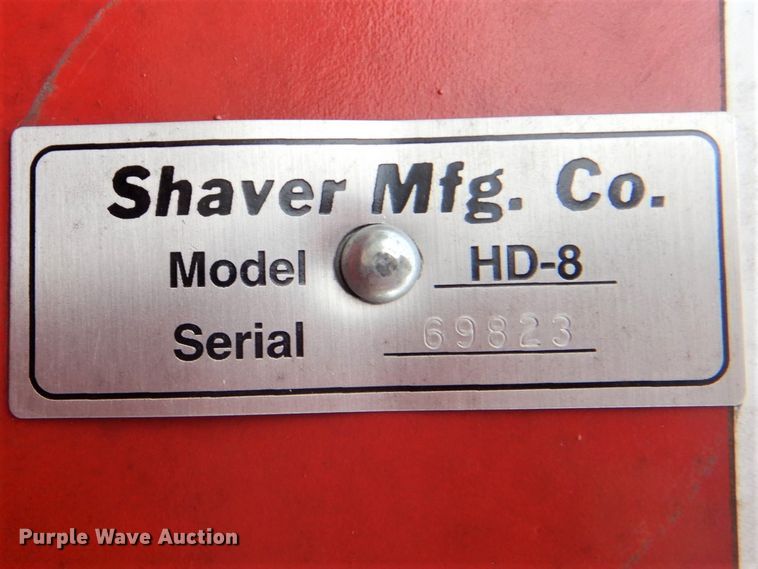 Shaver Mfg. Co.
Model HD-8
Serial 69823
Purple Wave Auction®